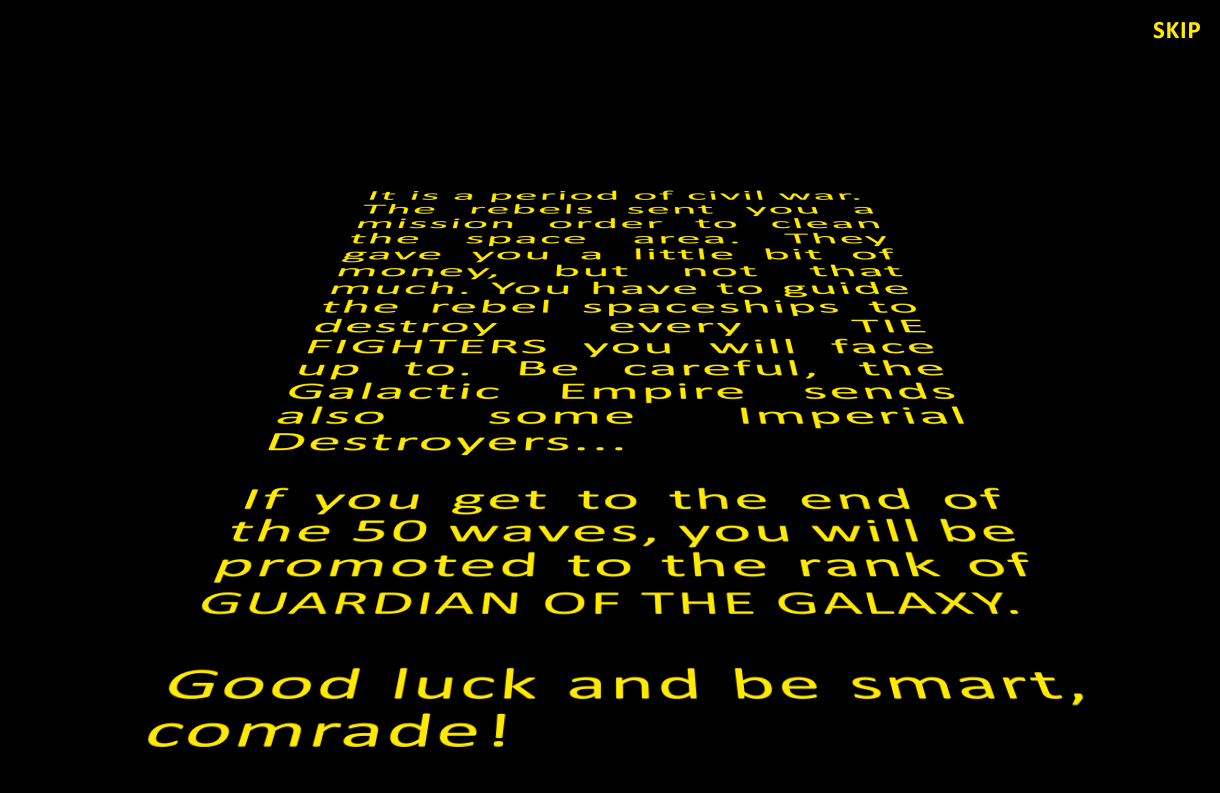 SKIP
It is a period of civil war.
The rebels sent you a
mission order to clean
the space area. They
gave you a little bit of
money, but not that
much. You have to guide
the rebel spaceships to
destroy every TIE
FIGHTERS you will face
up to. Be careful, the
Galactic Empire sends
also some Imperial
Destroyers...
If you get to the end of
the 50 waves, you will be
promoted to the rank of
GUARDIAN OF THE GALAXY.
Good luck and be smart,
comrade!